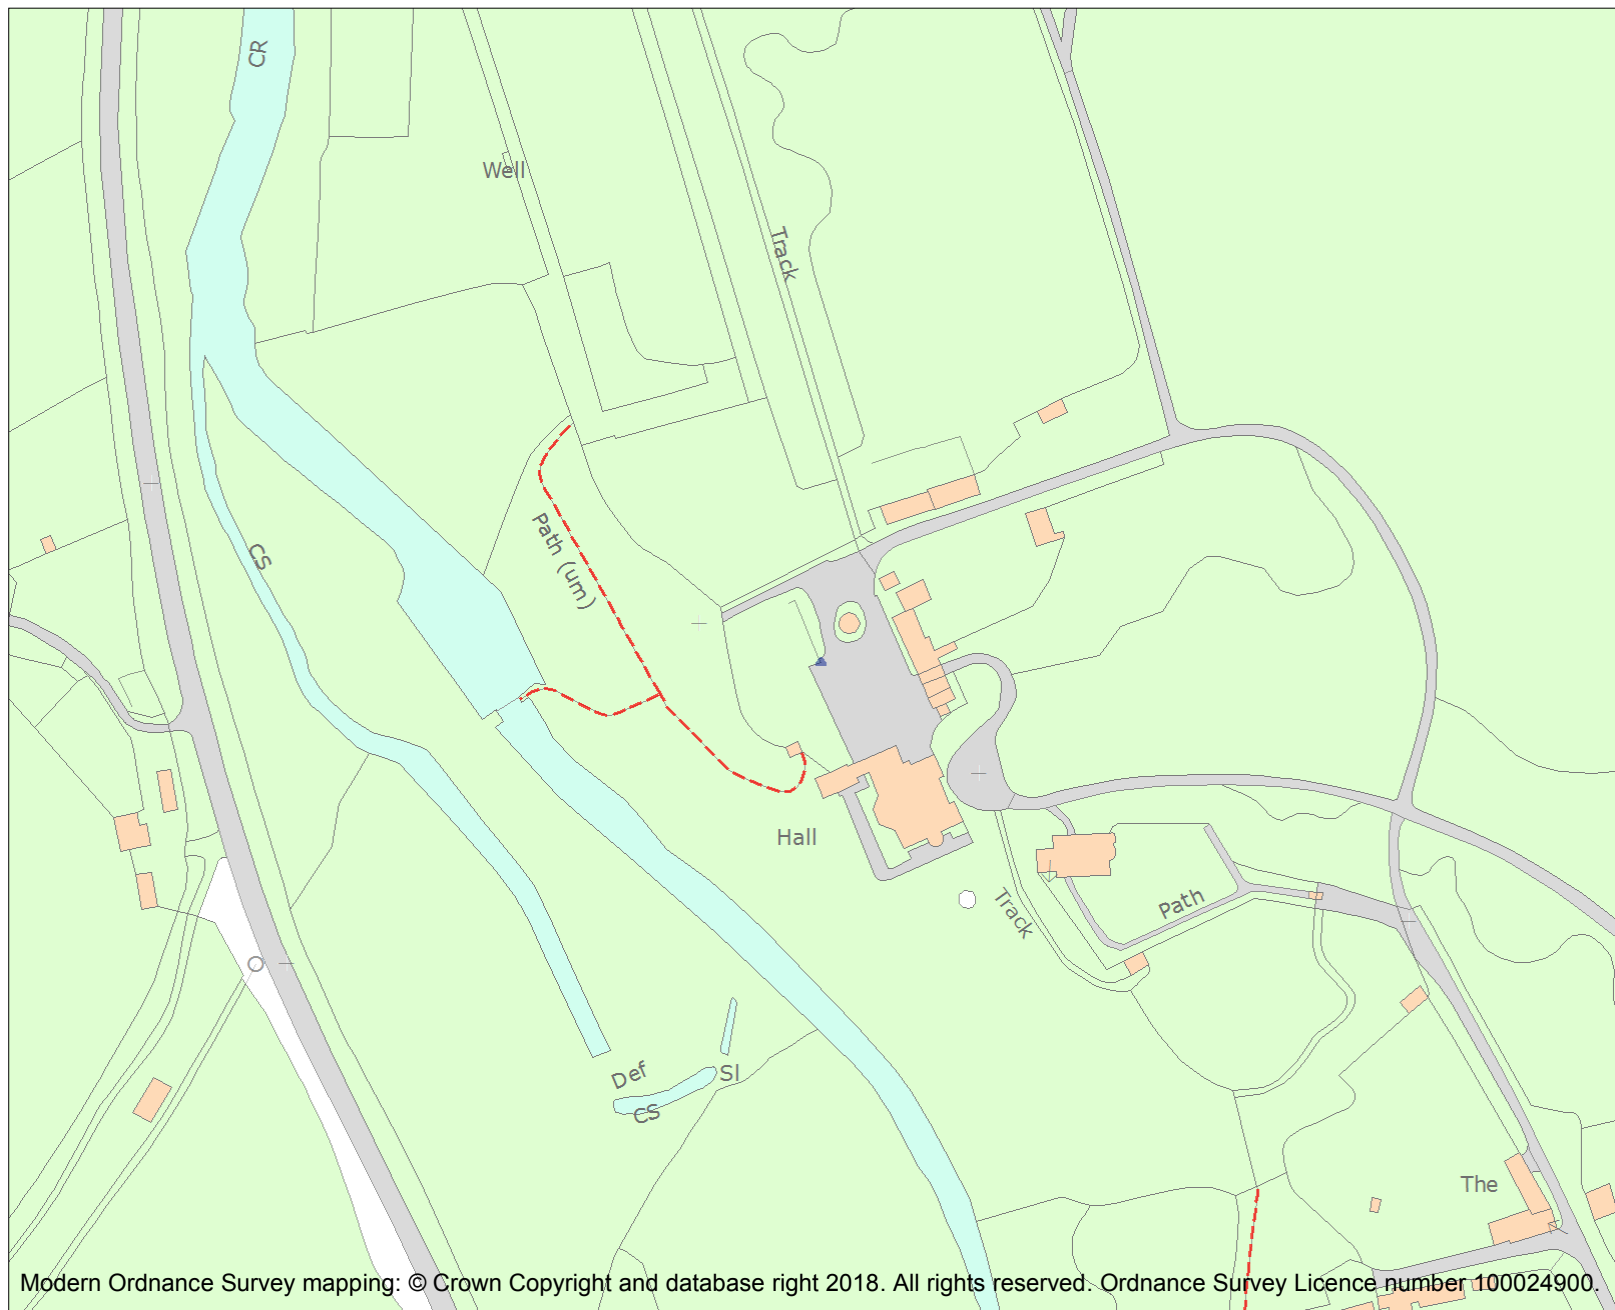 CR
Well
Track
Path (um)
CS
Hall
Track
Path
Def
Sl
CS
The
Modern Ordnance Survey mapping: © Crown Copyright and database right 2018. All rights reserved. Ordnance Survey Licence number 100024900.